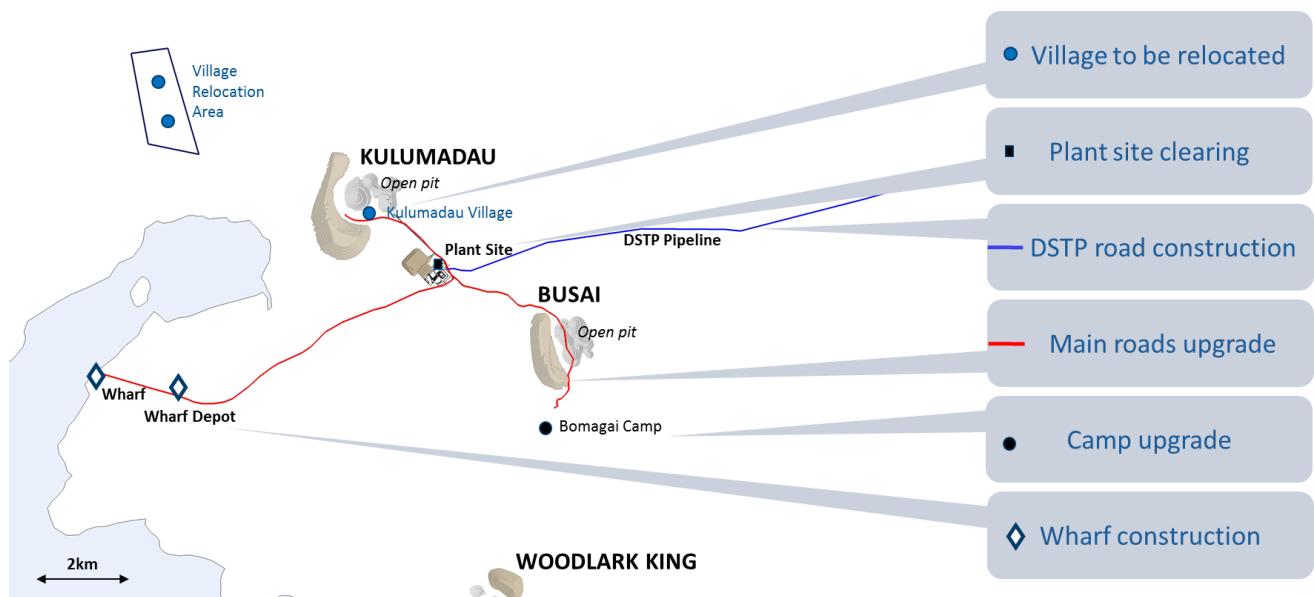 Village
Relocation
Area
KULUMADAU
Open pit
Kulumadau Village
Plant Site
DSTP Pipeline
BUSAI
Open pit
Wharf
Wharf Depot
Bomagai Camp
WOODLARK KING
2km
Village to be relocated
Plant site clearing
DSTP road construction
Main roads upgrade
Camp upgrade
Wharf construction